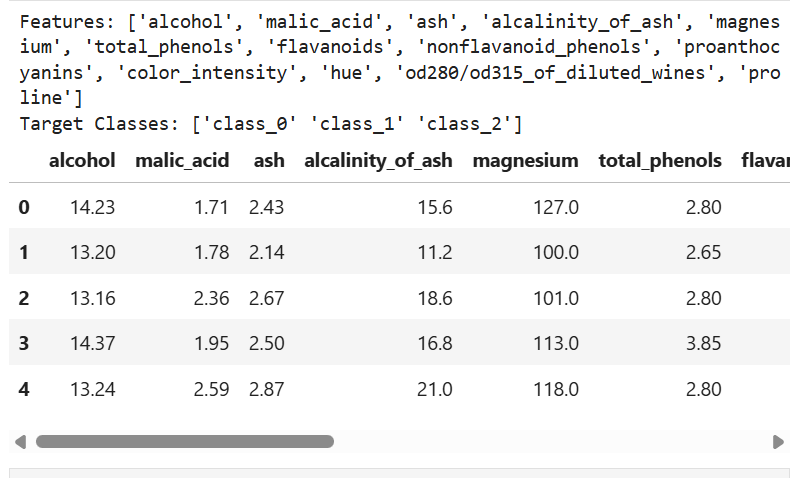 Features: ['alcohol', 'malic_acid', 'ash', 'alcalinity_of_ash', 'magnes
ium', 'total_phenols', 'flavanoids', 'nonflavanoid_phenols', 'proanthoc
yanins', 'color_intensity', 'hue', 'od280/od315_of_diluted_wines', 'pro
line']
Target Classes: ['class_0' 'class_1' 'class_2']
alcohol malic_acid ash alcalinity_of_ash magnesium total_phenols flavan
0 14.23 1.71 2.43 15.6 127.0 2.80
1 13.20 1.78 2.14 11.2 100.0 2.65
2 13.16 2.36 2.67 18.6 101.0 2.80
3 14.37 1.95 2.50 16.8 113.0 3.85
4 13.24 2.59 2.87 21.0 118.0 2.80